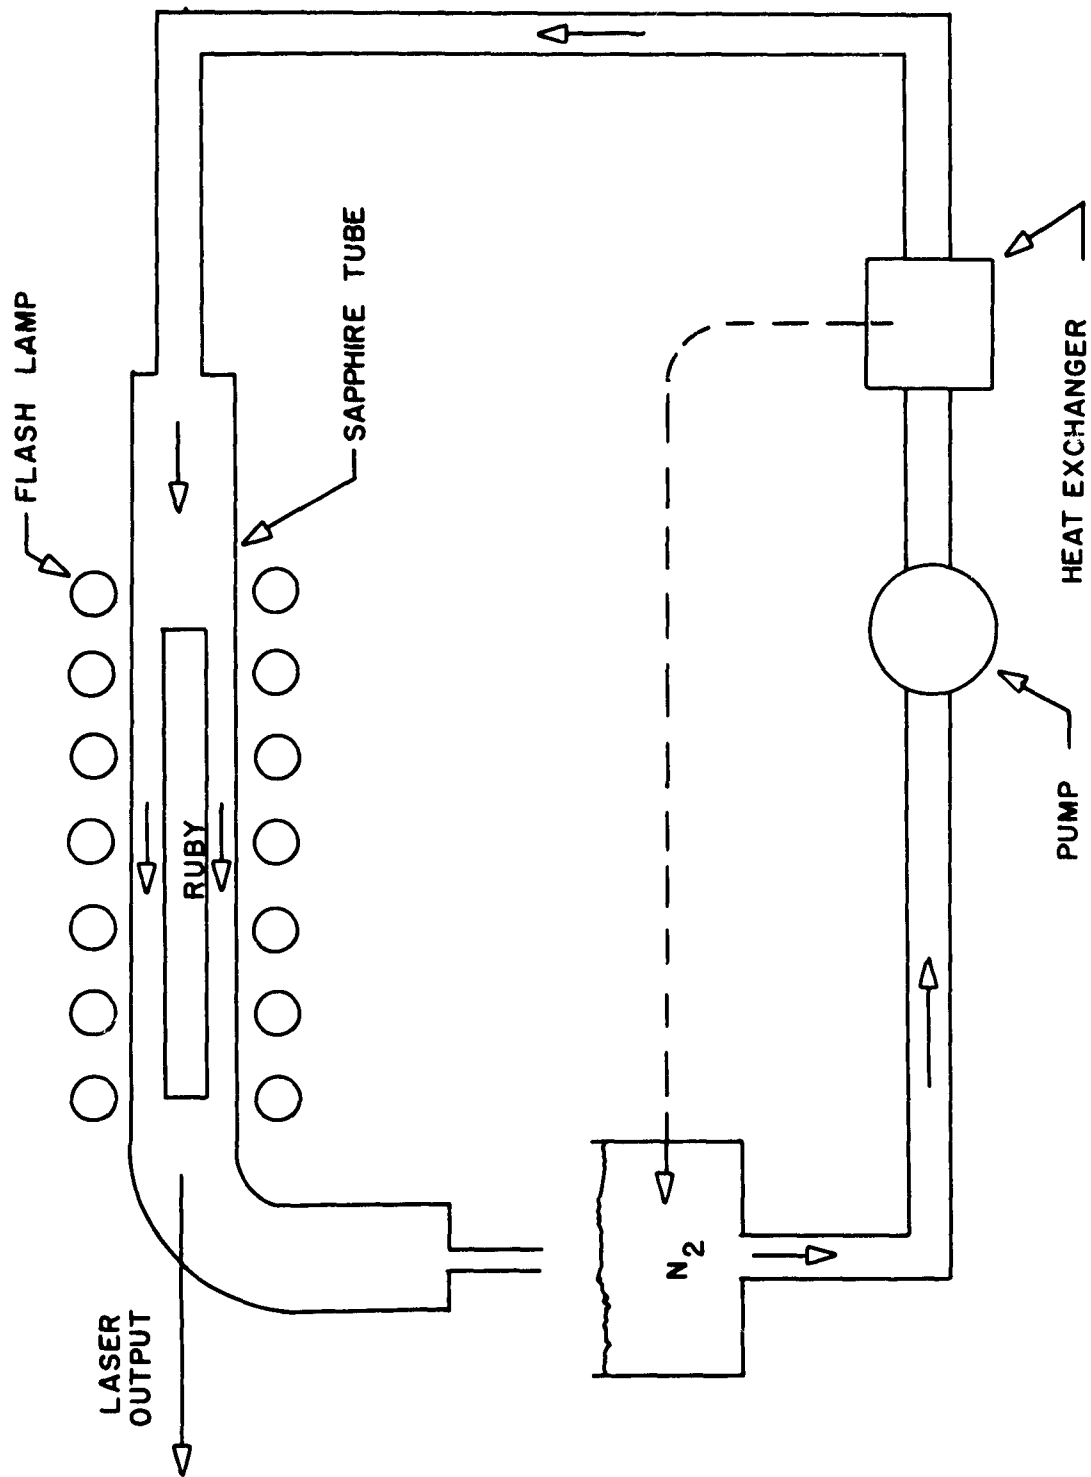 FLASH LAMP
SAPPHIRE TUBE
RUBY
LASER
OUTPUT
N2
PUMP
HEAT EXCHANGER